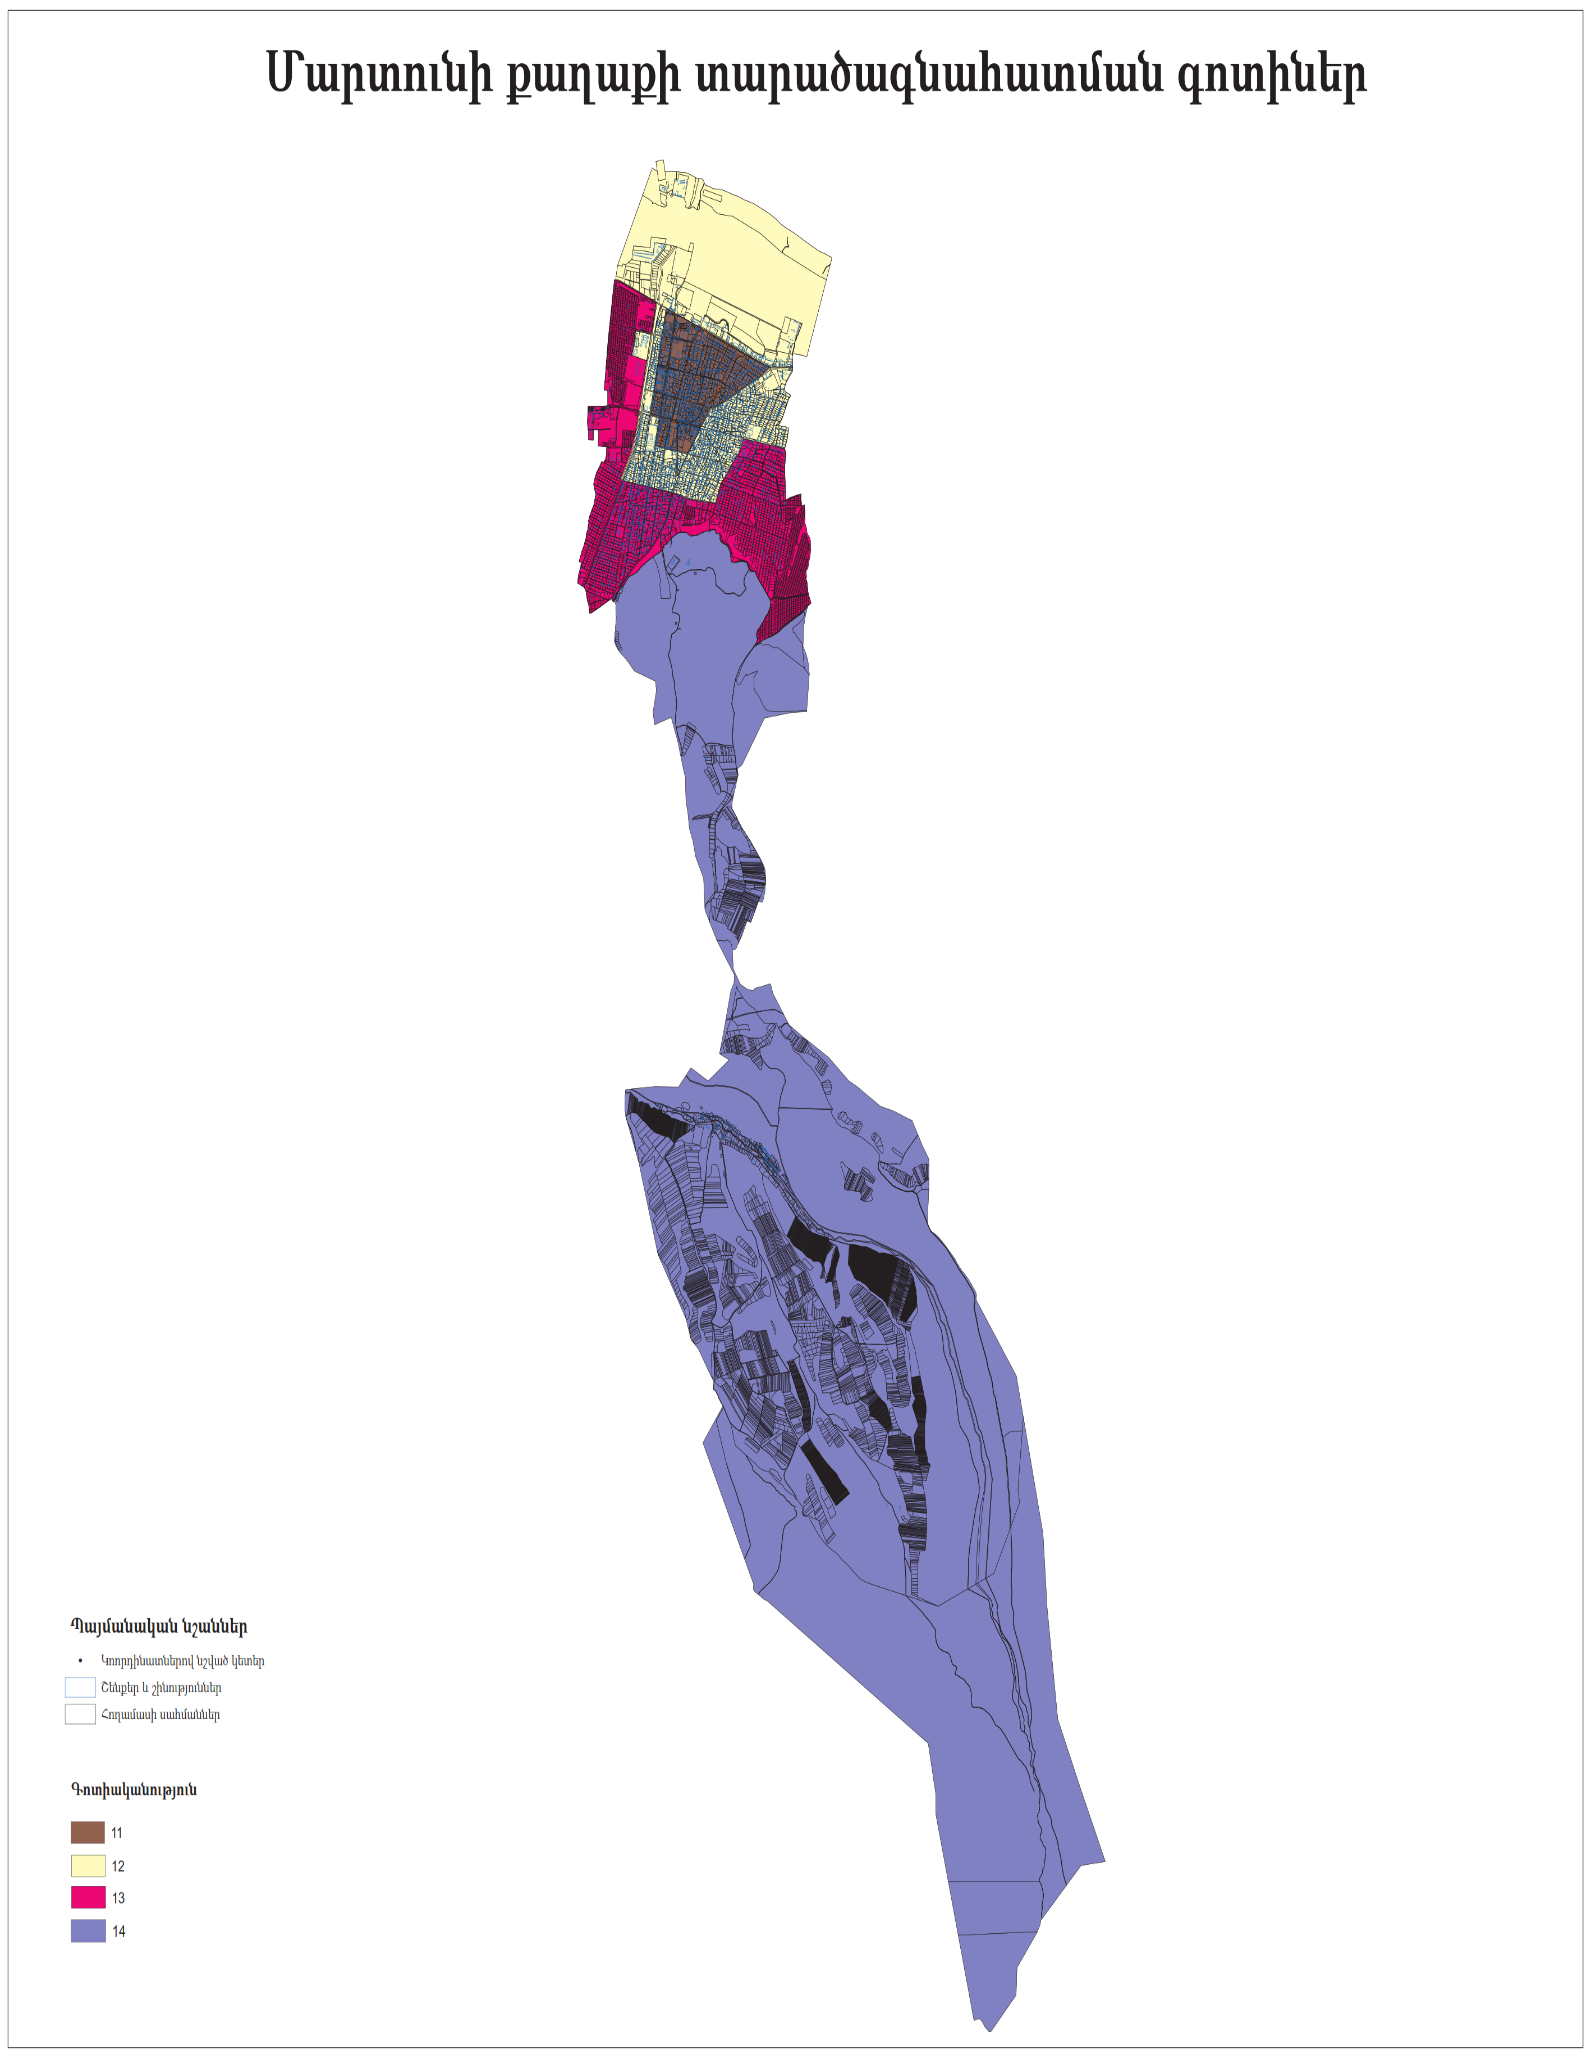 Մարտունի քաղաքի տարածագնահատման գոտիներ
Պայմանական նշաններ
Կոորդինատներով նշված կետեր
Շենքեր և շինություններ
Հողամասի սահմաններ
Գոտիականություն
11
12
13
14